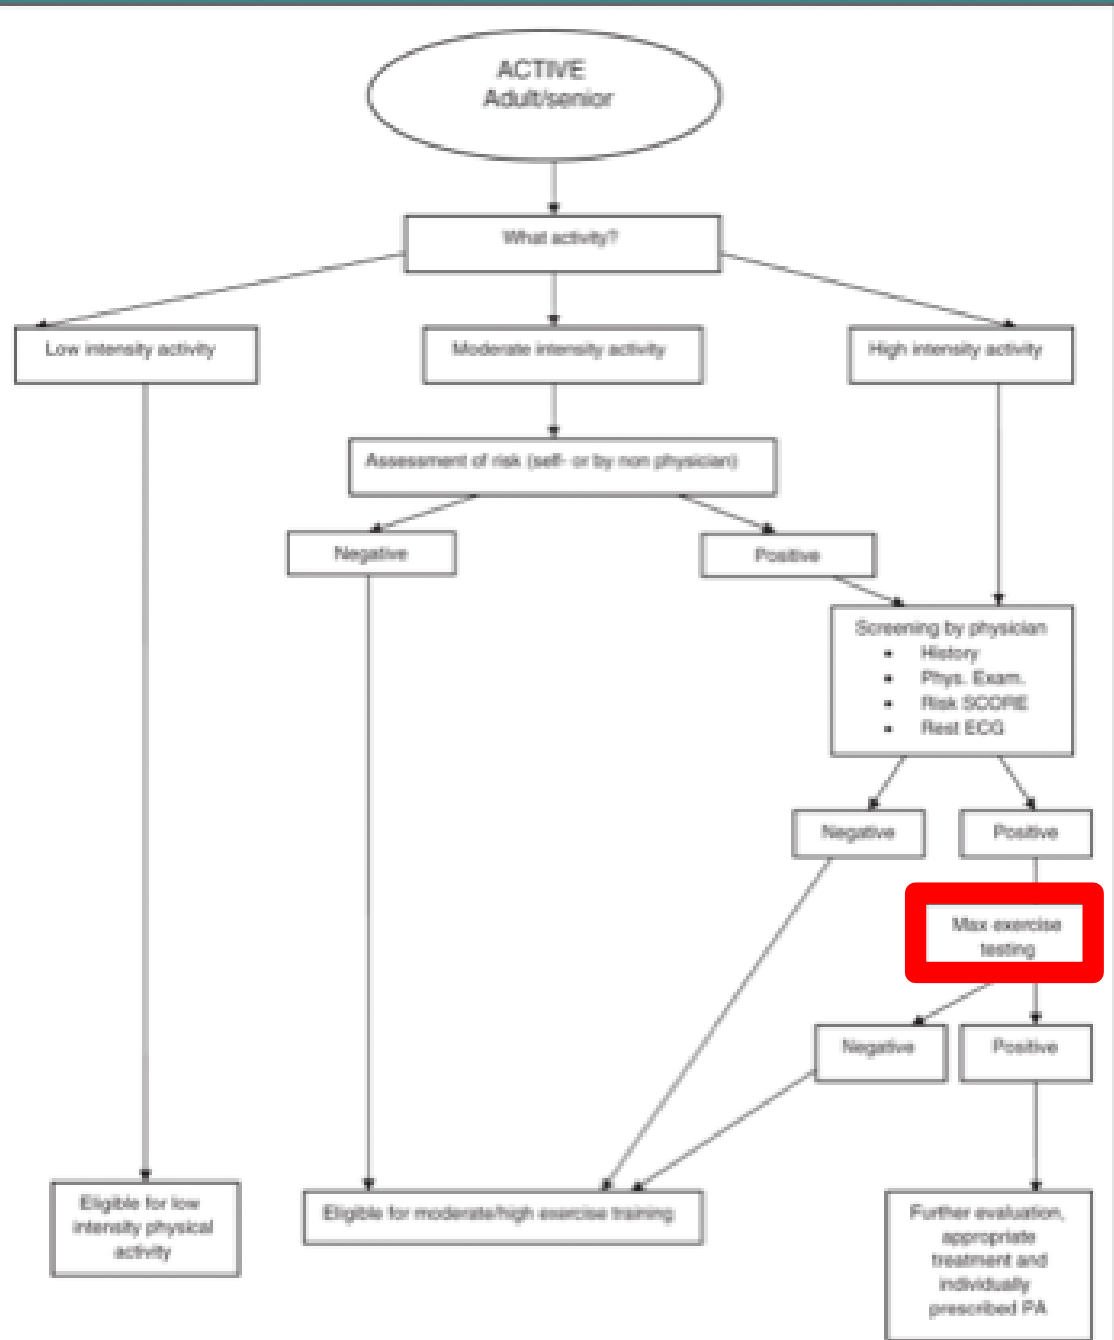 ACTIVE
Adult/senior
What activity?
Low intensity activity
Moderate intensity activity
High intensity activity
Assessment of risk (self- or by non physician)
Negative
Positive
Screening by physician
• History
• Phys. Exam.
• Risk SCORE
• Rest ECG
Negative
Positive
Max exercise
testing
Negative
Positive
Eligible for low
intensity physical
activity
Eligible for moderate/high exercise training
Further evaluation,
appropriate
treatment and
individually
prescribed PA